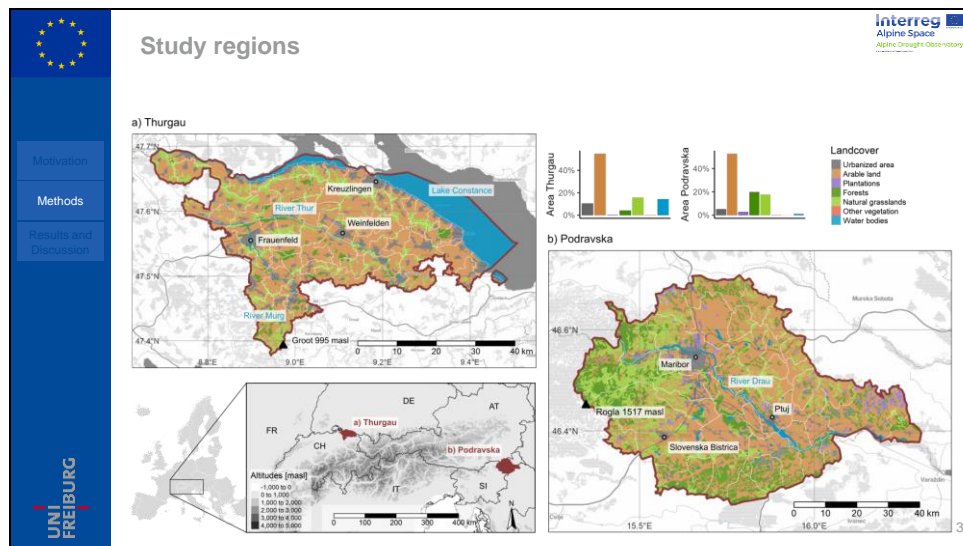 Study regions
Interreg
Alpine Space
Alpine Drought Observatory
Motivation
Methods
Results and
Discussion
UNI
FREIBURG
a) Thurgau
47.7°N
47.6°N
47.5°N
47.4°N
Kreuzlingen
Lake Constance
River Thur
Weinfelden
Frauenfeld
River Murg
Groot 995 masl
8.8°E
9.0°E
9.2°E
9.4°E
0 10 20 30 40 km
Area Thurgau
40%
20%
0%
Area Podravska
40%
20%
0%
Landcover
Urbanized area
Arable land
Plantations
Forests
Natural grasslands
Other vegetation
Water bodies
b) Podravska
46.6°N
46.4°N
Murska Sobota
Maribor
River Drau
Ptuj
Rogla 1517 masl
Slovenska Bistrica
Varaždin
Celje
15.5°E
16.0°E
0 10 20 30 40 km
DE
AT
FR
a) Thurgau
CH
b) Podravska
IT
SI
Altitudes [masl]
-1,000 to 0
0 to 1,000
1,000 to 2,000
2,000 to 3,000
3,000 to 4,000
4,000 to 5,000
0 100 200 300 400 km
N
3